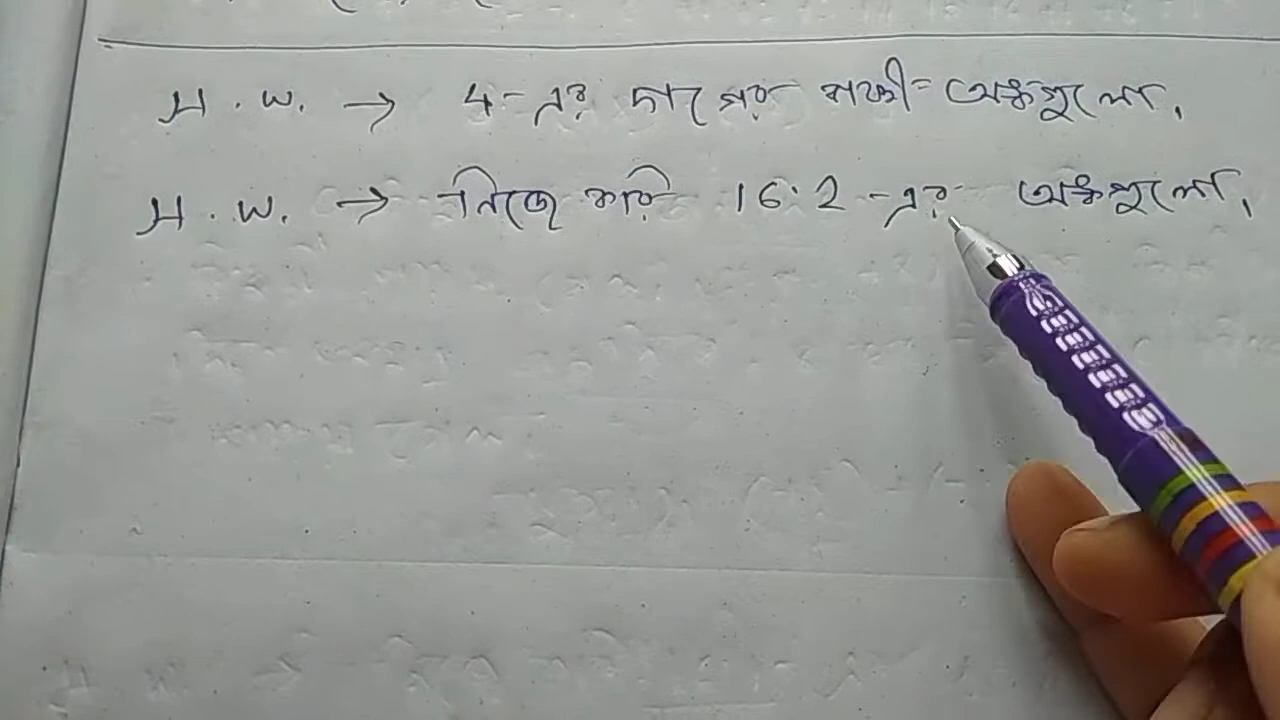 H.W. → 4-এর দাগের বাকী অঙ্কগুলো।
H.W. → নিজে করি 16.2-এর অঙ্কগুলো।